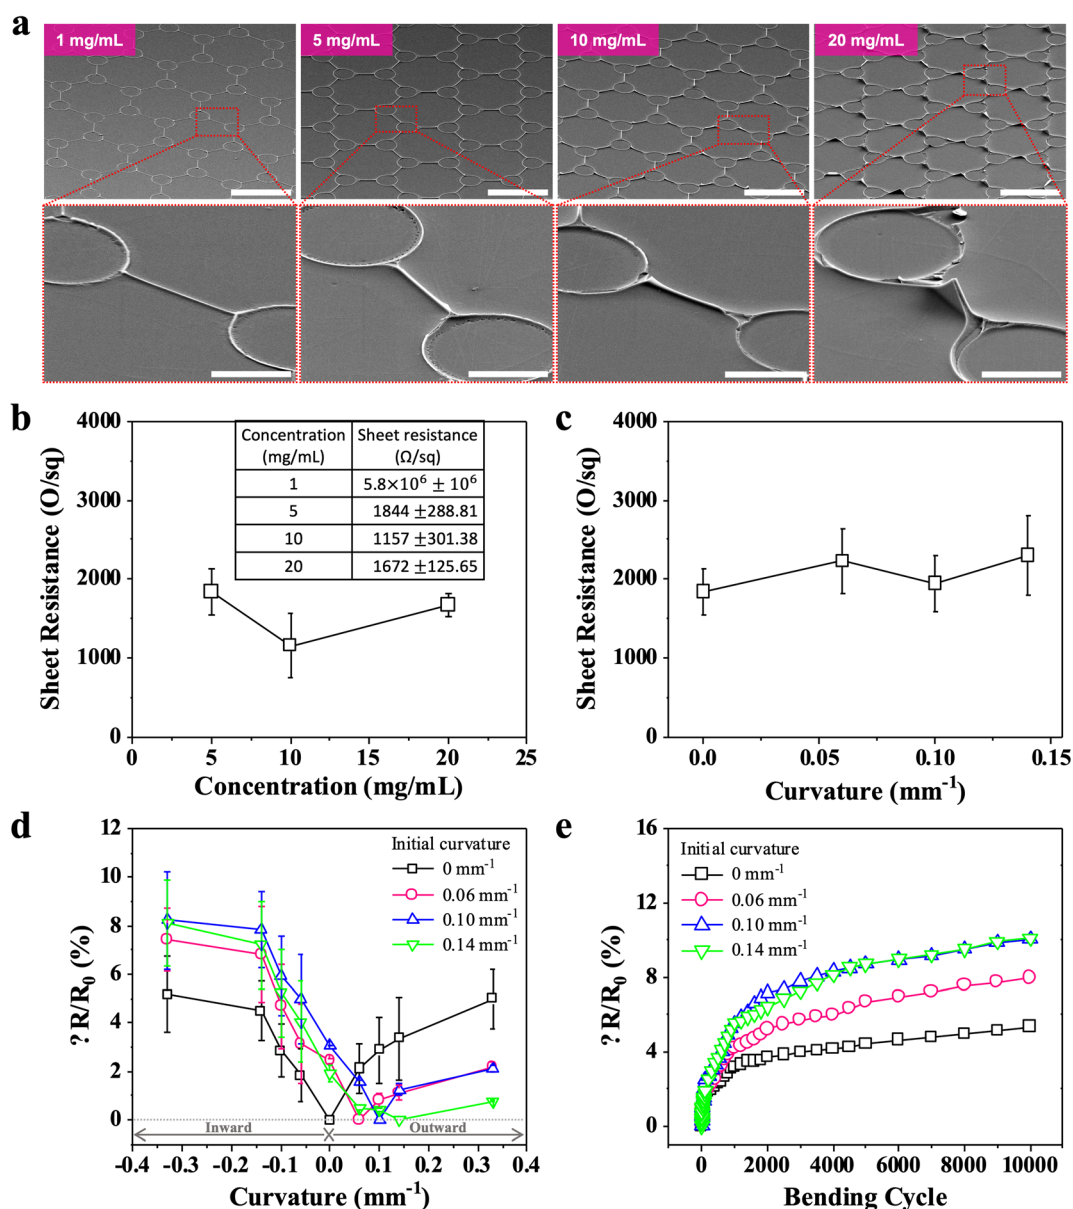 a
1 mg/mL
5 mg/mL
10 mg/mL
20 mg/mL
b
4000
3000
2000
1000
0
Sheet Resistance (O/sq)
Concentration (mg/mL)
Sheet resistance (Ω/sq)
1
5.8×10⁶ ± 10⁶
5
1844 ±288.81
10
1157 ±301.38
20
1672 ±125.65
0 5 10 15 20 25
Concentration (mg/mL)
c
4000
3000
2000
1000
0
Sheet Resistance (O/sq)
0.0 0.05 0.10 0.15
Curvature (mm⁻¹)
d
12
10
8
6
4
2
0
? R/R₀ (%)
Initial curvature
0 mm⁻¹
0.06 mm⁻¹
0.10 mm⁻¹
0.14 mm⁻¹
Inward
Outward
-0.4 -0.3 -0.2 -0.1 0.0 0.1 0.2 0.3 0.4
Curvature (mm⁻¹)
e
16
12
8
4
0
? R/R₀ (%)
Initial curvature
0 mm⁻¹
0.06 mm⁻¹
0.10 mm⁻¹
0.14 mm⁻¹
0 2000 4000 6000 8000 10000
Bending Cycle